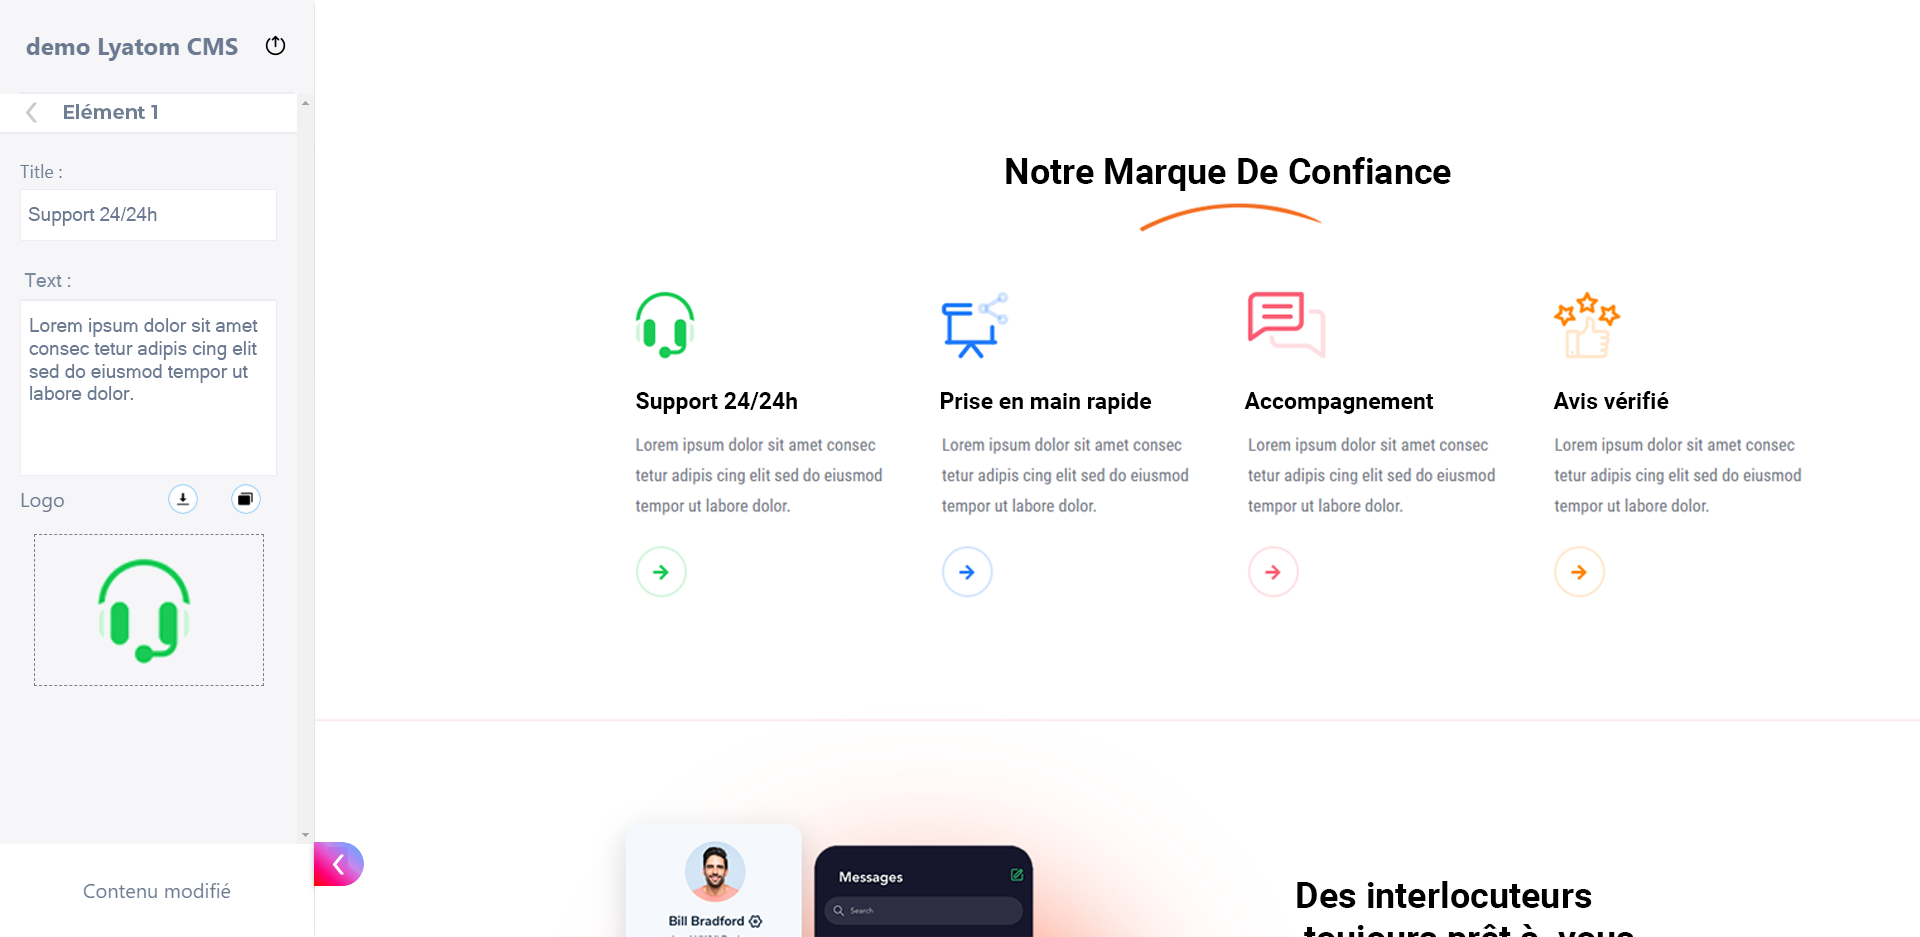 demo Lyatom CMS
Elément 1
Title :
Support 24/24h
Text :
Lorem ipsum dolor sit amet
consec tetur adipis cing elit
sed do eiusmod tempor ut
labore dolor.
Logo
Contenu modifié
Notre Marque De Confiance
Support 24/24h
Lorem ipsum dolor sit amet consec
tetur adipis cing elit sed do eiusmod
tempor ut labore dolor.
Prise en main rapide
Lorem ipsum dolor sit amet consec
tetur adipis cing elit sed do eiusmod
tempor ut labore dolor.
Accompagnement
Lorem ipsum dolor sit amet consec
tetur adipis cing elit sed do eiusmod
tempor ut labore dolor.
Avis vérifié
Lorem ipsum dolor sit amet consec
tetur adipis cing elit sed do eiusmod
tempor ut labore dolor.
Bill Bradford
Messages
Search
Des interlocuteurs
toujours prêt à vous